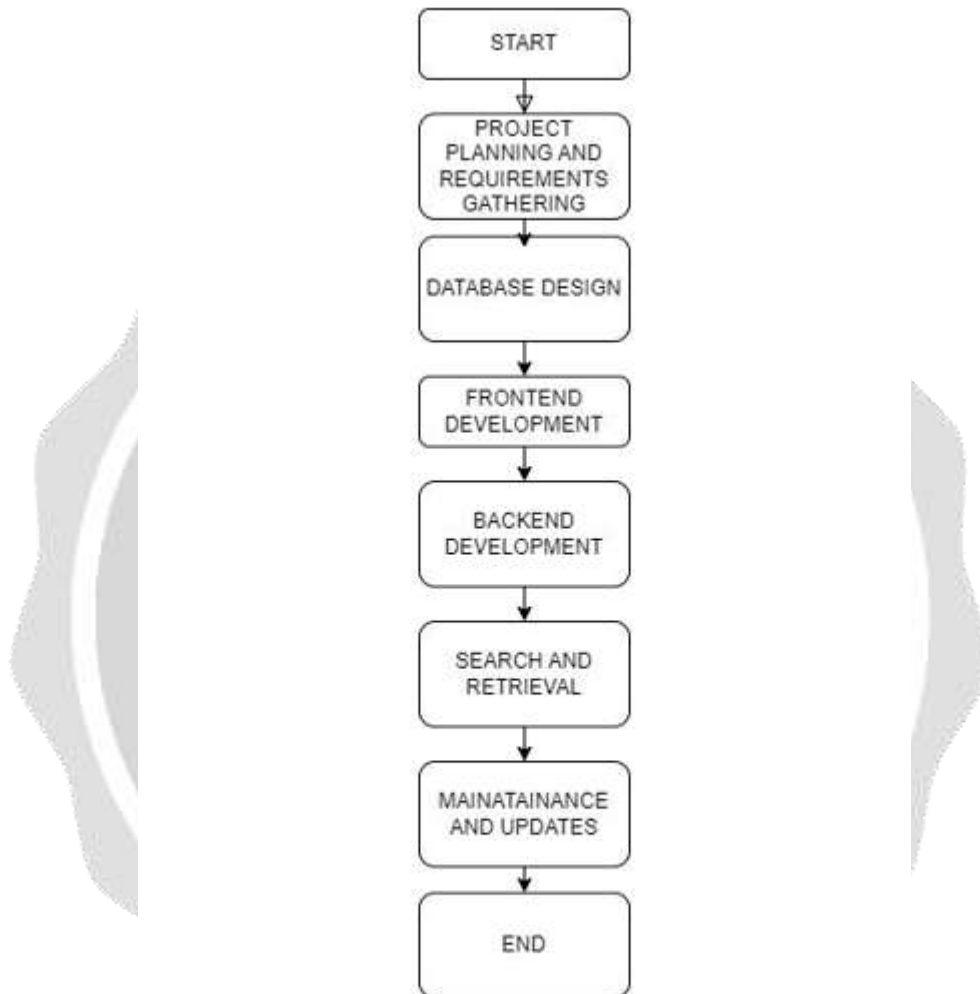 START
PROJECT
PLANNING AND
REQUIREMENTS
GATHERING
DATABASE DESIGN
FRONTEND
DEVELOPMENT
BACKEND
DEVELOPMENT
SEARCH AND
RETRIEVAL
MAINATAINANCE
AND UPDATES
END